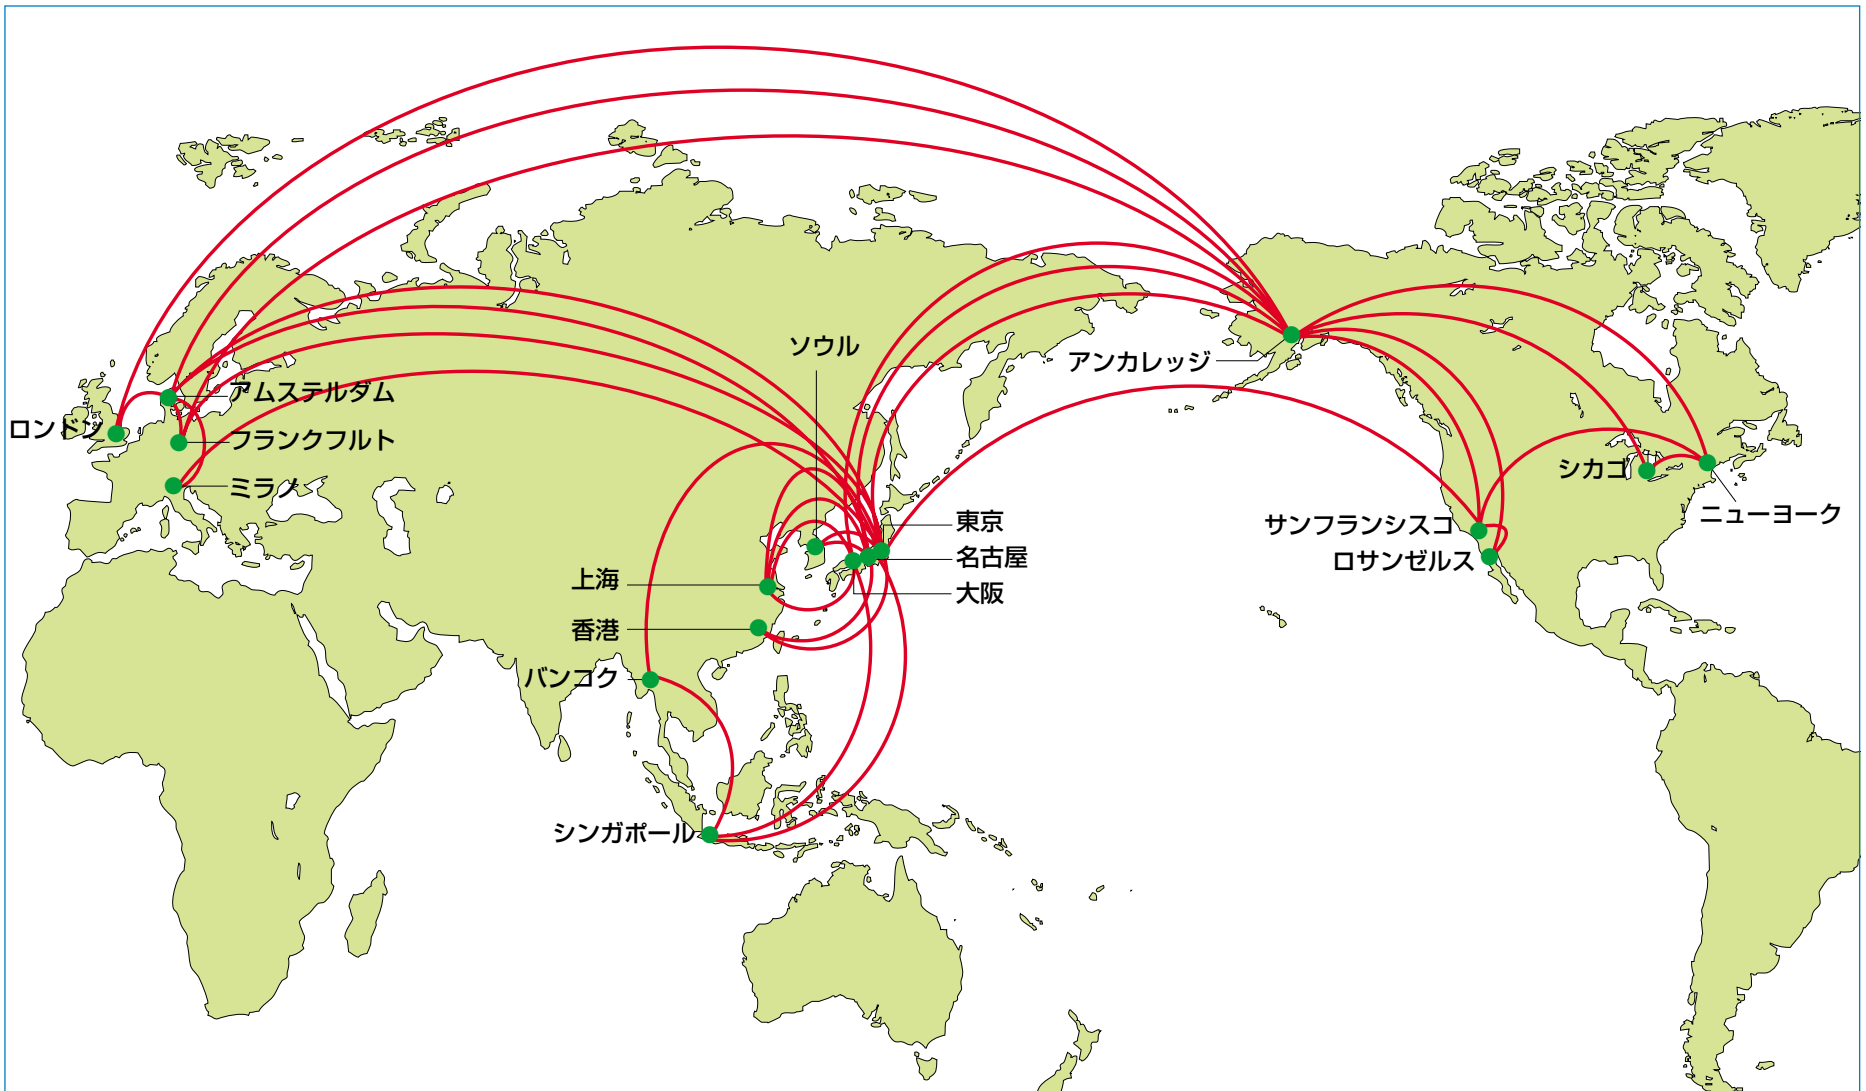 ソウル
アンカレッジ
アムステルダム
ロンドン
フランクフルト
シカゴ
ミラノ
ニューヨーク
東京
サンフランシスコ
名古屋
ロサンゼルス
上海
大阪
香港
バンコク
シンガポール